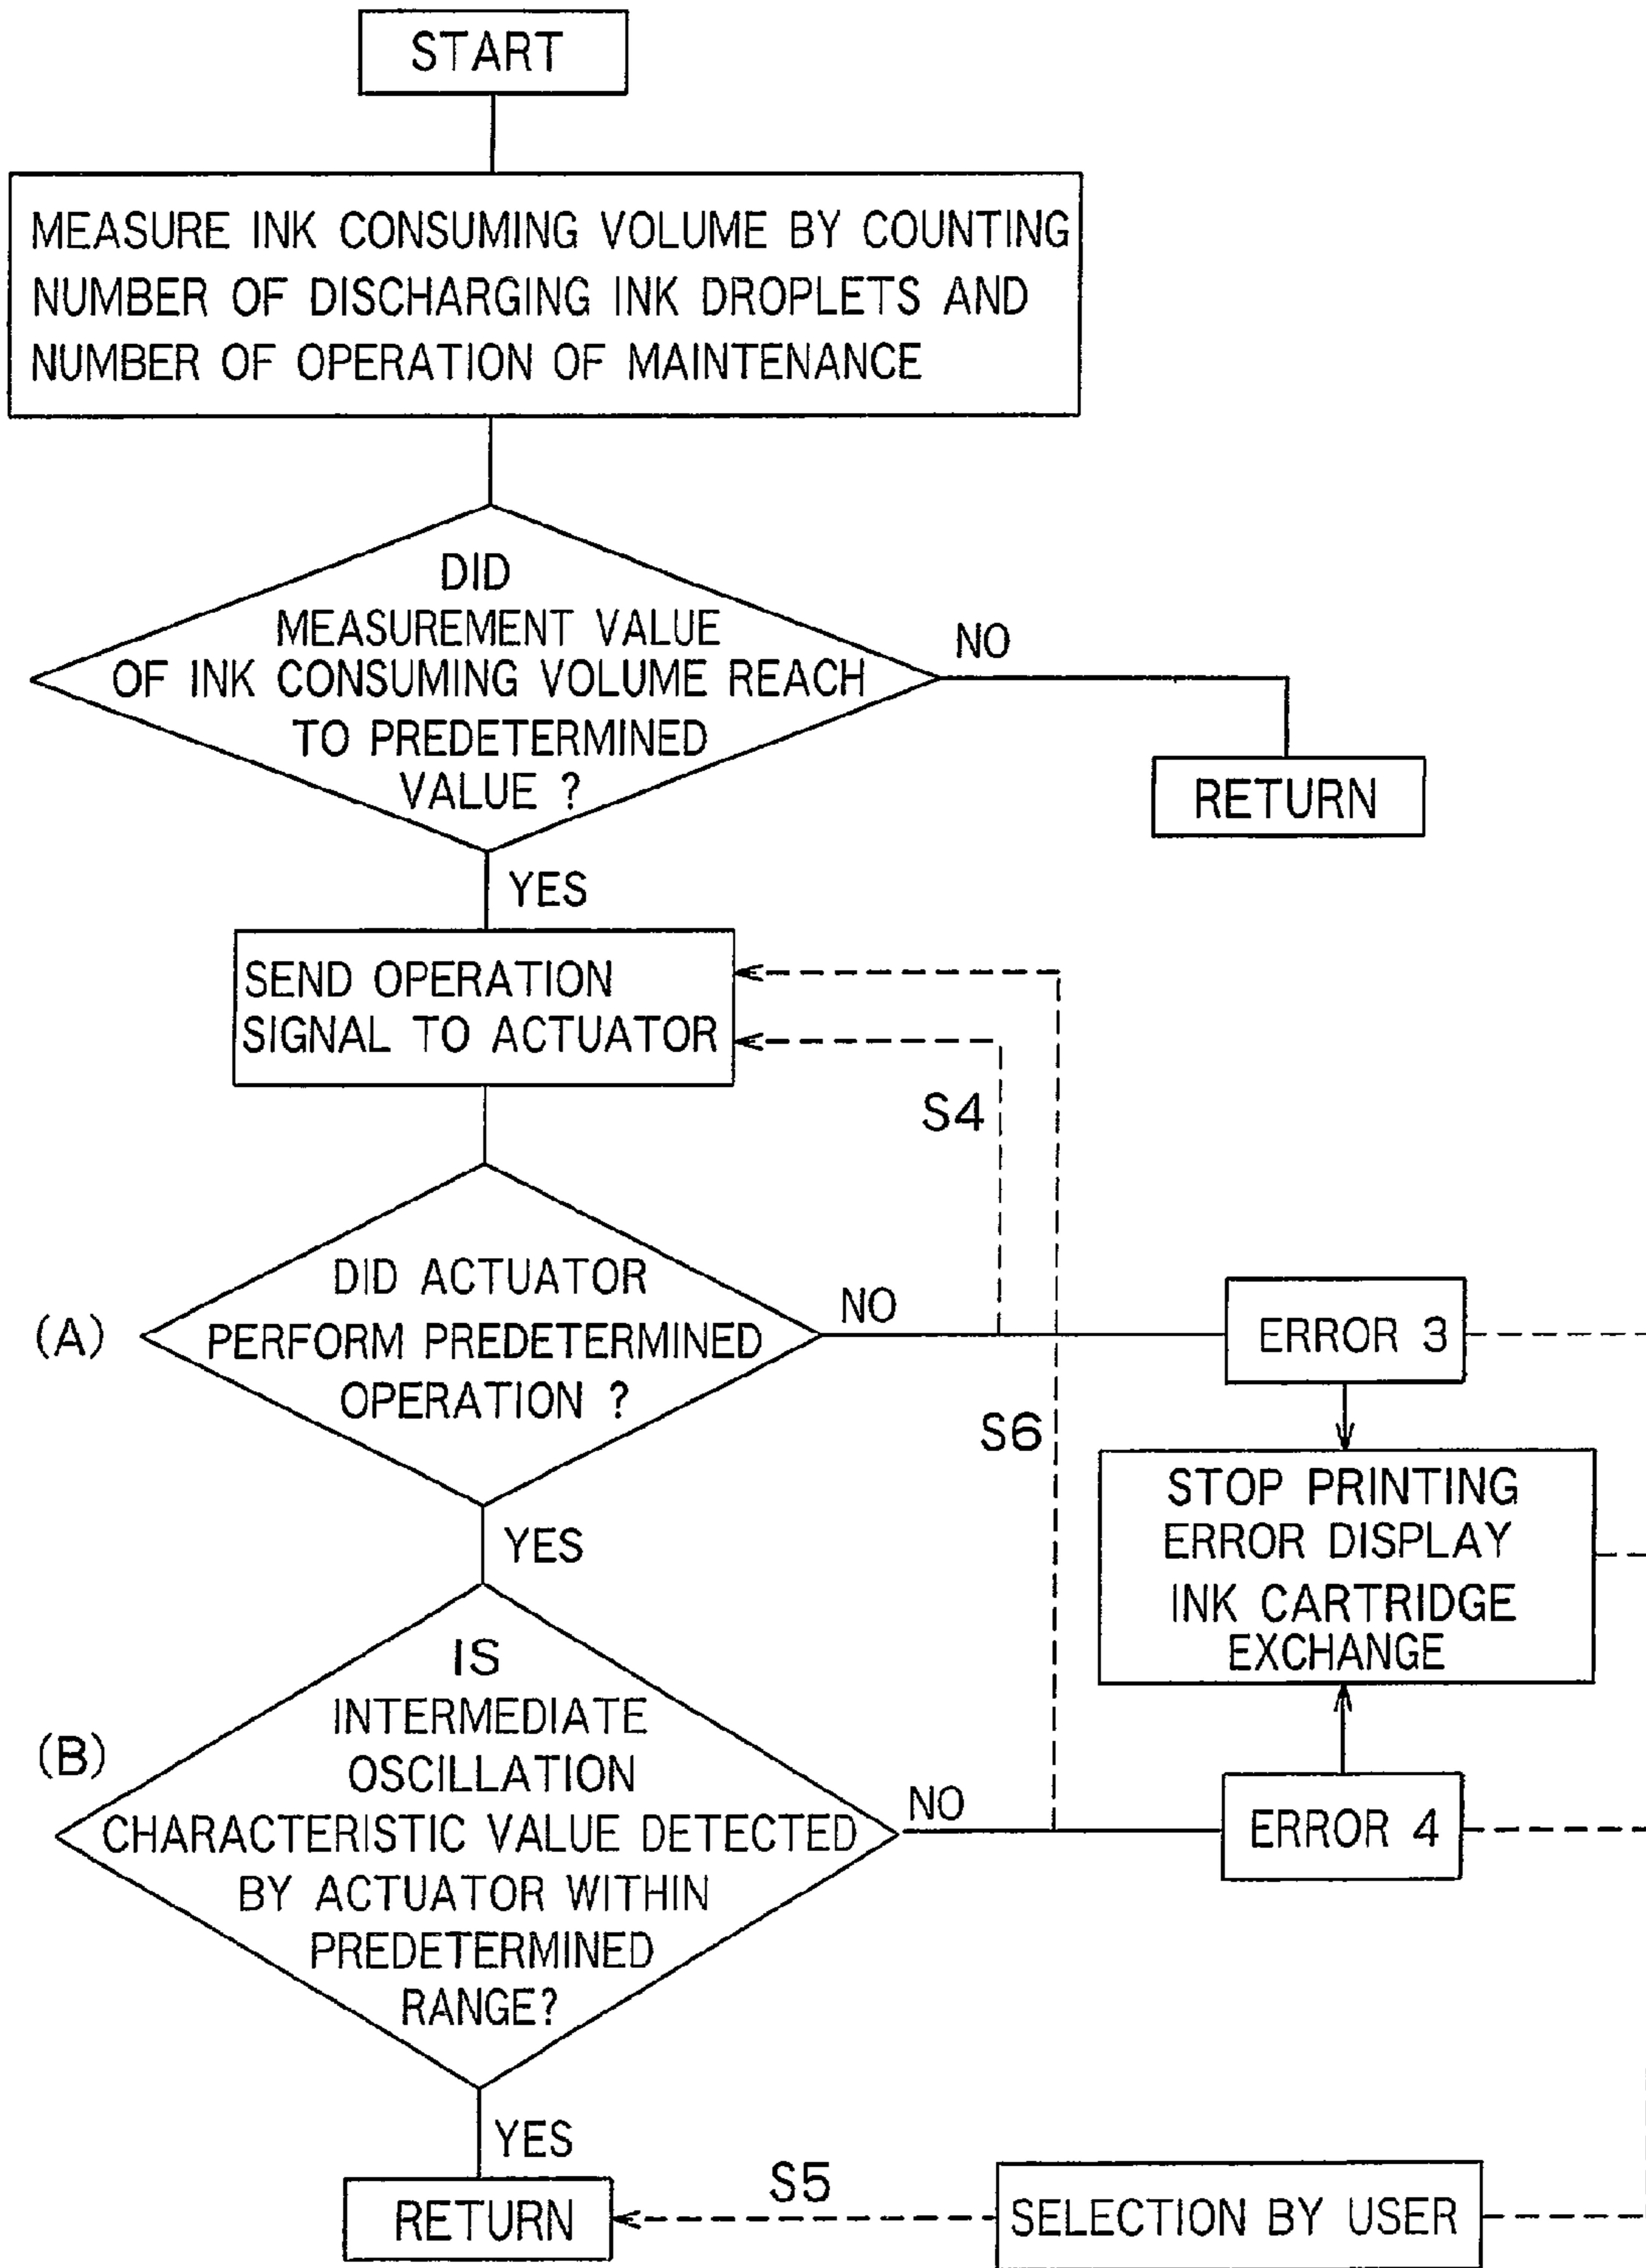 START
MEASURE INK CONSUMING VOLUME BY COUNTING
NUMBER OF DISCHARGING INK DROPLETS AND
NUMBER OF OPERATION OF MAINTENANCE
DID
MEASUREMENT VALUE
OF INK CONSUMING VOLUME REACH
TO PREDETERMINED
VALUE ?
NO
RETURN
YES
SEND OPERATION
SIGNAL TO ACTUATOR
S4
(A)
DID ACTUATOR
PERFORM PREDETERMINED
OPERATION ?
NO
ERROR 3
S6
STOP PRINTING
ERROR DISPLAY
INK CARTRIDGE
EXCHANGE
YES
(B)
IS
INTERMEDIATE
OSCILLATION
CHARACTERISTIC VALUE DETECTED
BY ACTUATOR WITHIN
PREDETERMINED
RANGE?
NO
ERROR 4
YES
RETURN
S5
SELECTION BY USER